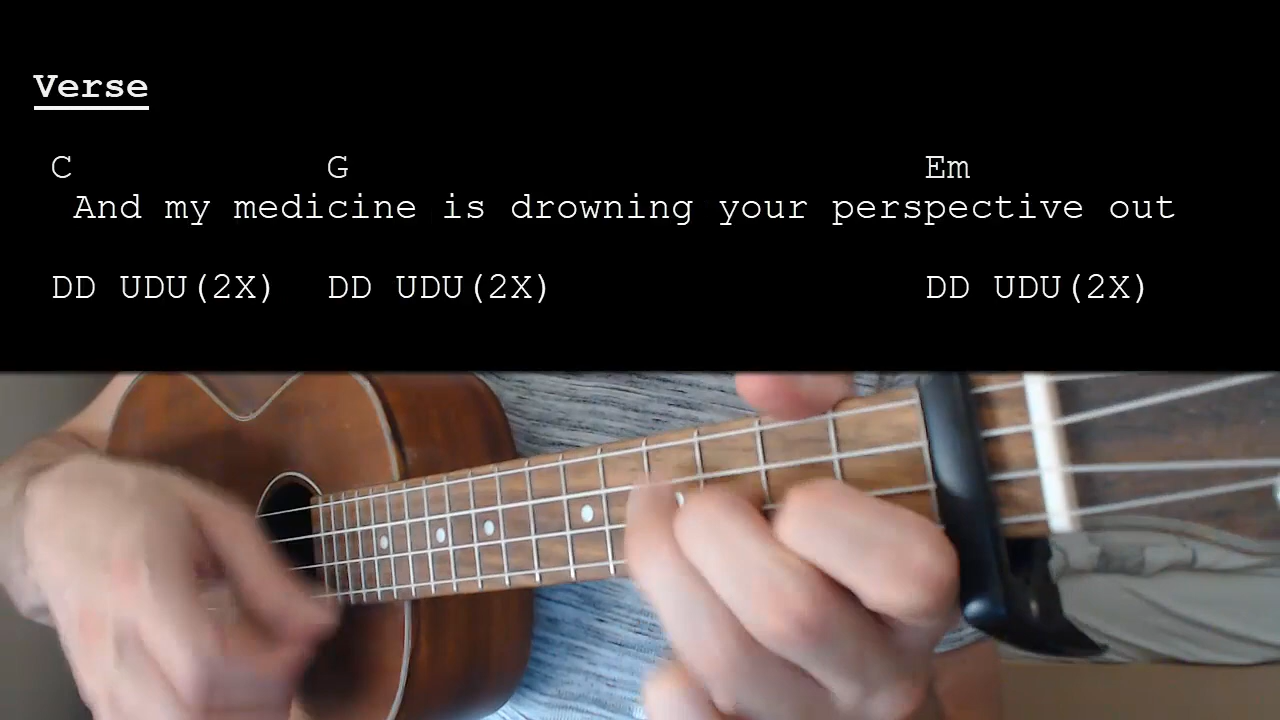 Verse
C G Em
And my medicine is drowning your perspective out
DD UDU(2X) DD UDU(2X) DD UDU(2X)